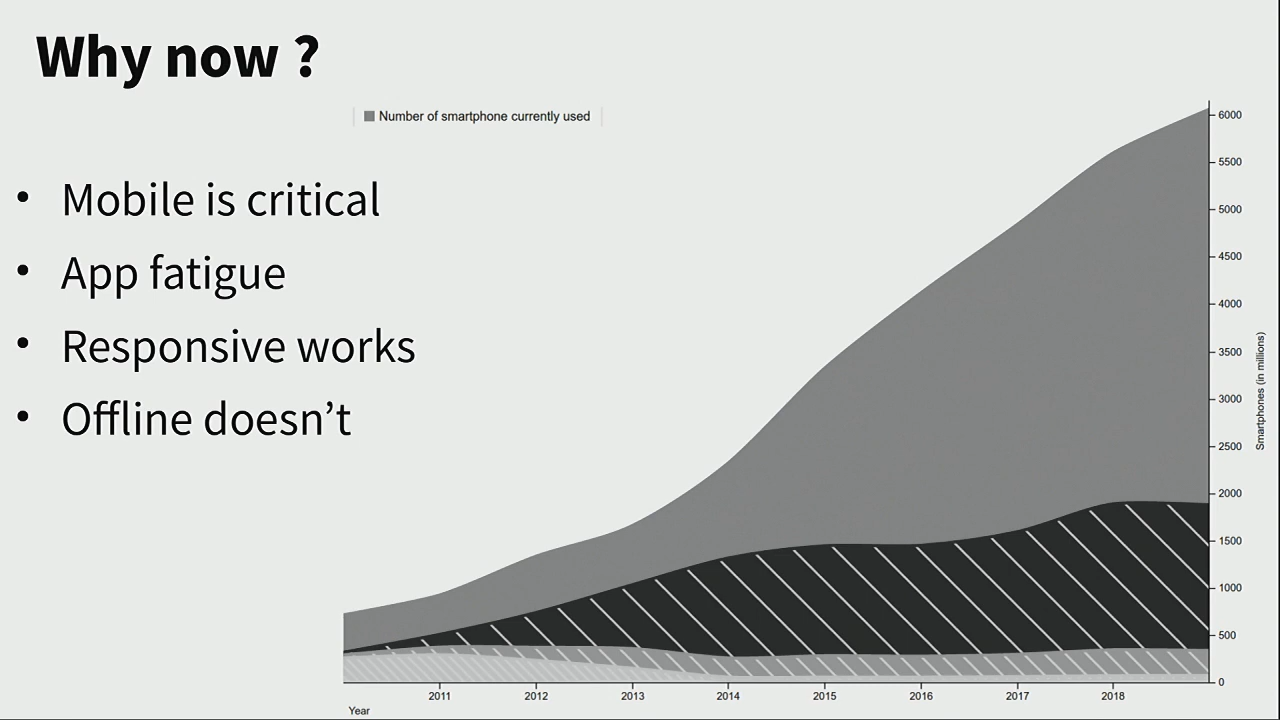 Why now ?
Number of smartphone currently used
• Mobile is critical
• App fatigue
• Responsive works
• Offline doesn’t
6000
5500
5000
4500
4000
3500
3000
2500
2000
1500
1000
500
0
Smartphones (in millions)
2011 2012 2013 2014 2015 2016 2017 2018
Year